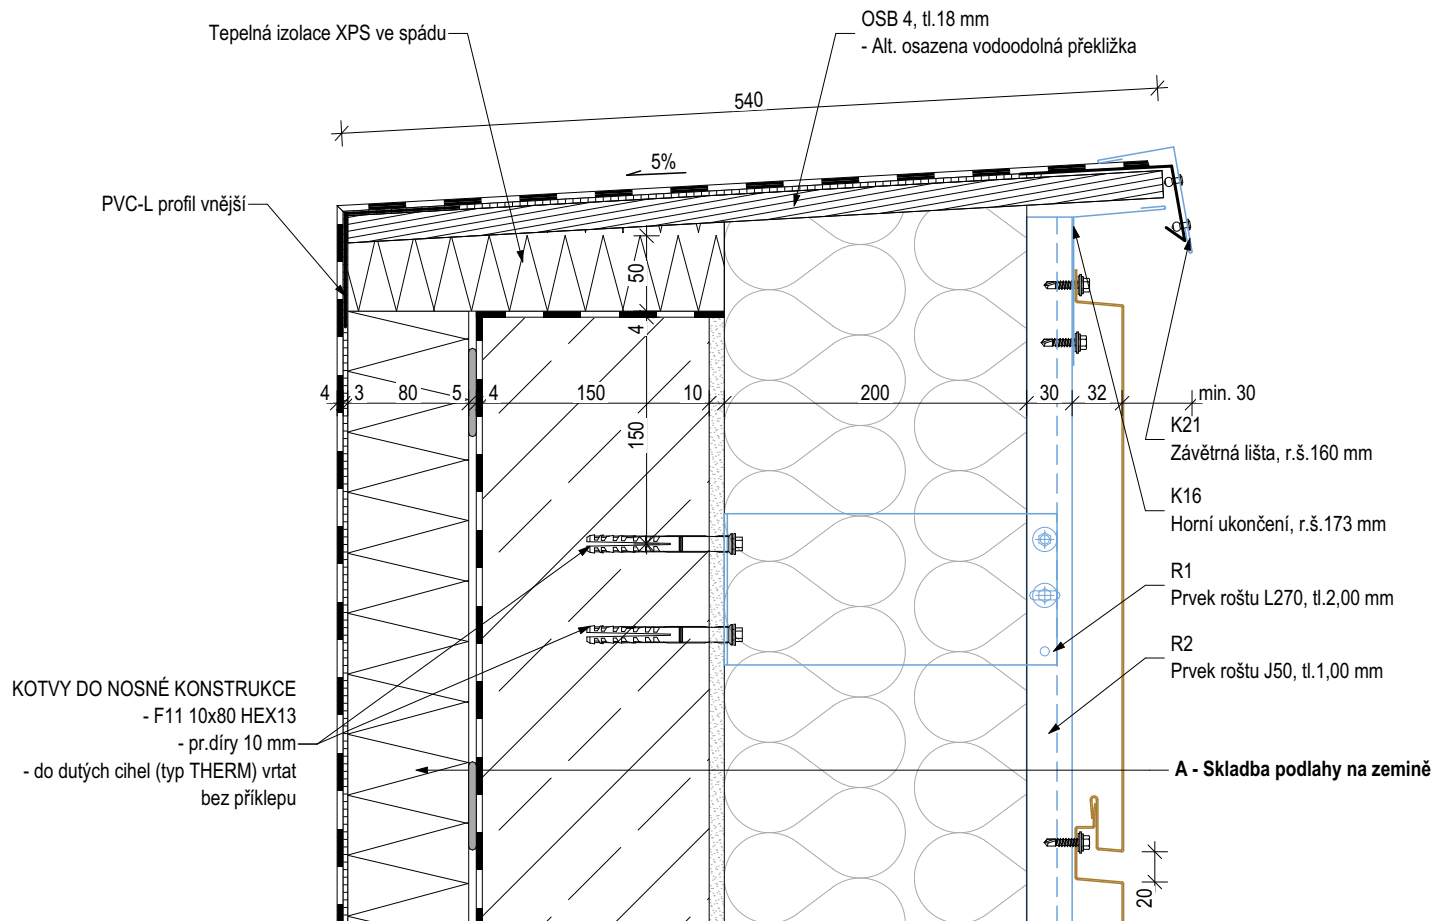 Tepelná izolace XPS ve spádu
OSB 4, tl.18 mm
- Alt. osazena vodoodolná překližka
540
5%
PVC-L profil vnější
50
4
4
3
80
5
4
150
10
200
30
32
min. 30
150
K21
Závětrná lišta, r.š.160 mm
K16
Horní ukončení, r.š.173 mm
R1
Prvek roštu L270, tl.2,00 mm
R2
Prvek roštu J50, tl.1,00 mm
KOTVY DO NOSNÉ KONSTRUKCE
- F11 10x80 HEX13
- pr.díry 10 mm
- do dutých cihel (typ THERM) vrtat
bez příklepu
A - Skladba podlahy na zemině
20